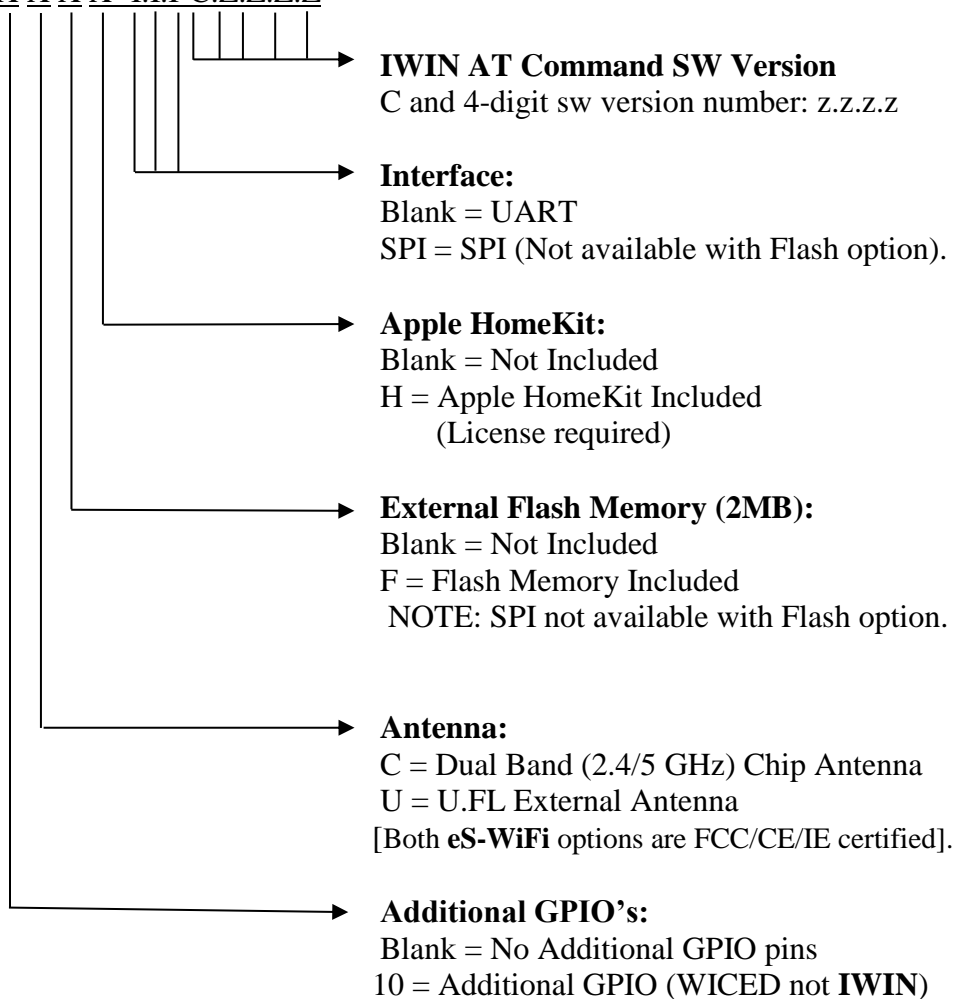 IWIN AT Command SW Version
C and 4-digit sw version number: z.z.z.z
Interface:
Blank = UART
SPI = SPI (Not available with Flash option).
Apple HomeKit:
Blank = Not Included
H = Apple HomeKit Included
(License required)
External Flash Memory (2MB):
Blank = Not Included
F = Flash Memory Included
NOTE: SPI not available with Flash option.
Antenna:
C = Dual Band (2.4/5 GHz) Chip Antenna
U = U.FL External Antenna
[Both eS-WiFi options are FCC/CE/IE certified].
Additional GPIO’s:
Blank = No Additional GPIO pins
10 = Additional GPIO (WICED not IWIN)